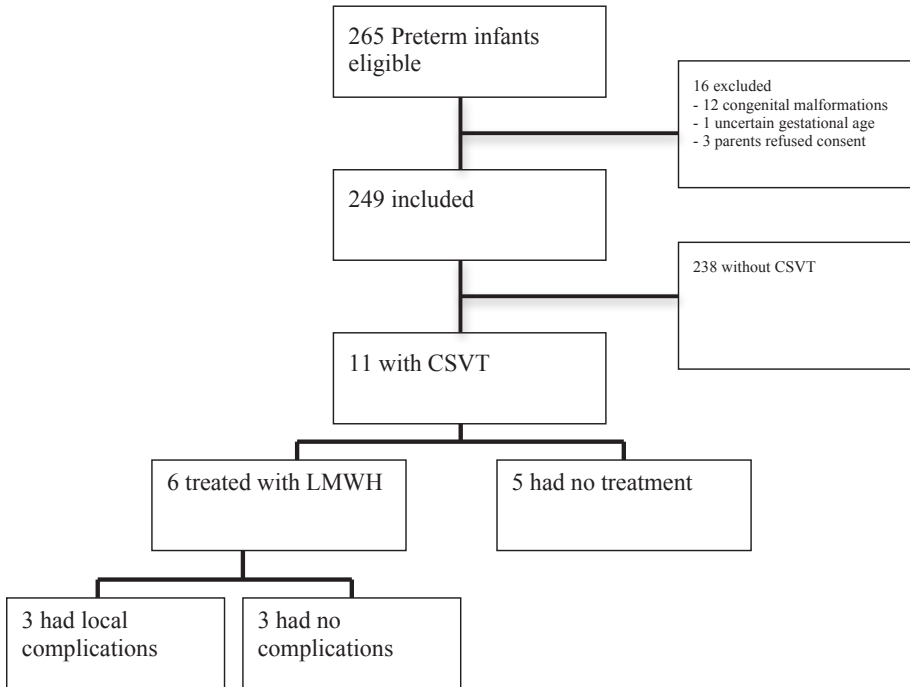 265 Preterm infants
eligible
16 excluded
- 12 congenital malformations
- 1 uncertain gestational age
- 3 parents refused consent
249 included
238 without CSVT
11 with CSVT
6 treated with LMWH
5 had no treatment
3 had local
complications
3 had no
complications